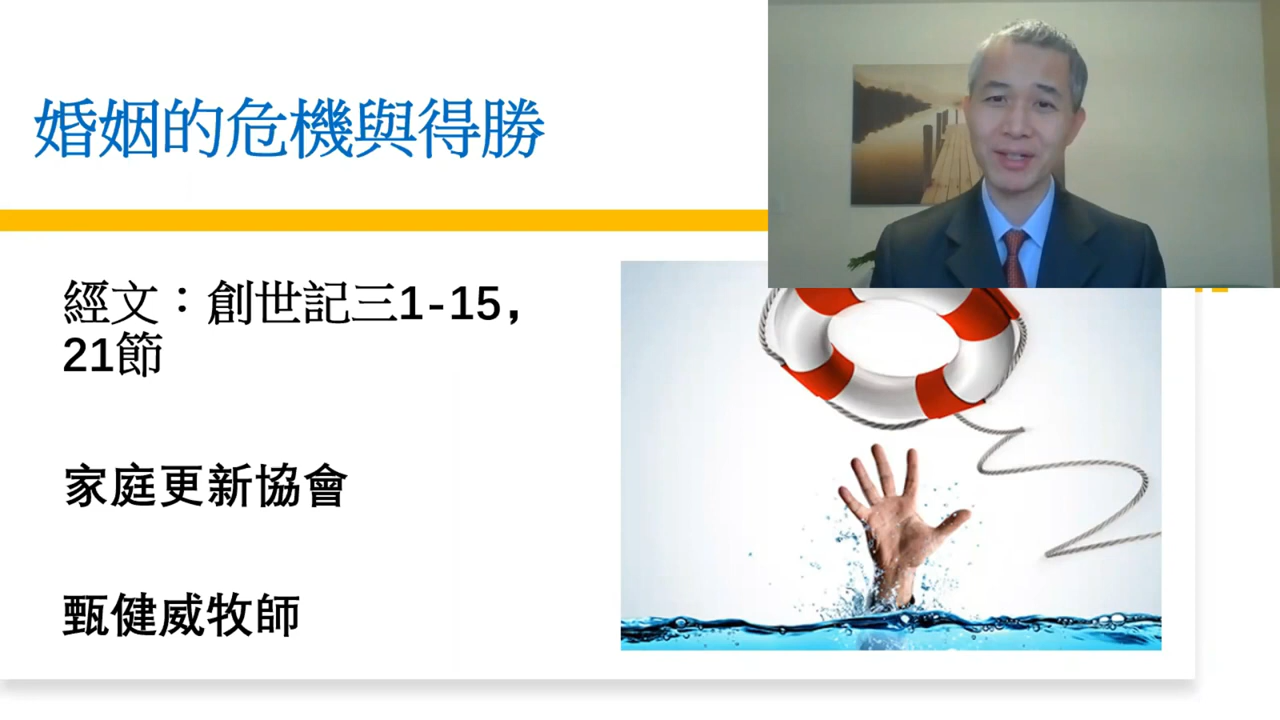 婚姻的危機與得勝
經文：創世記三1-15，
21節
家庭更新協會
甄健威牧師